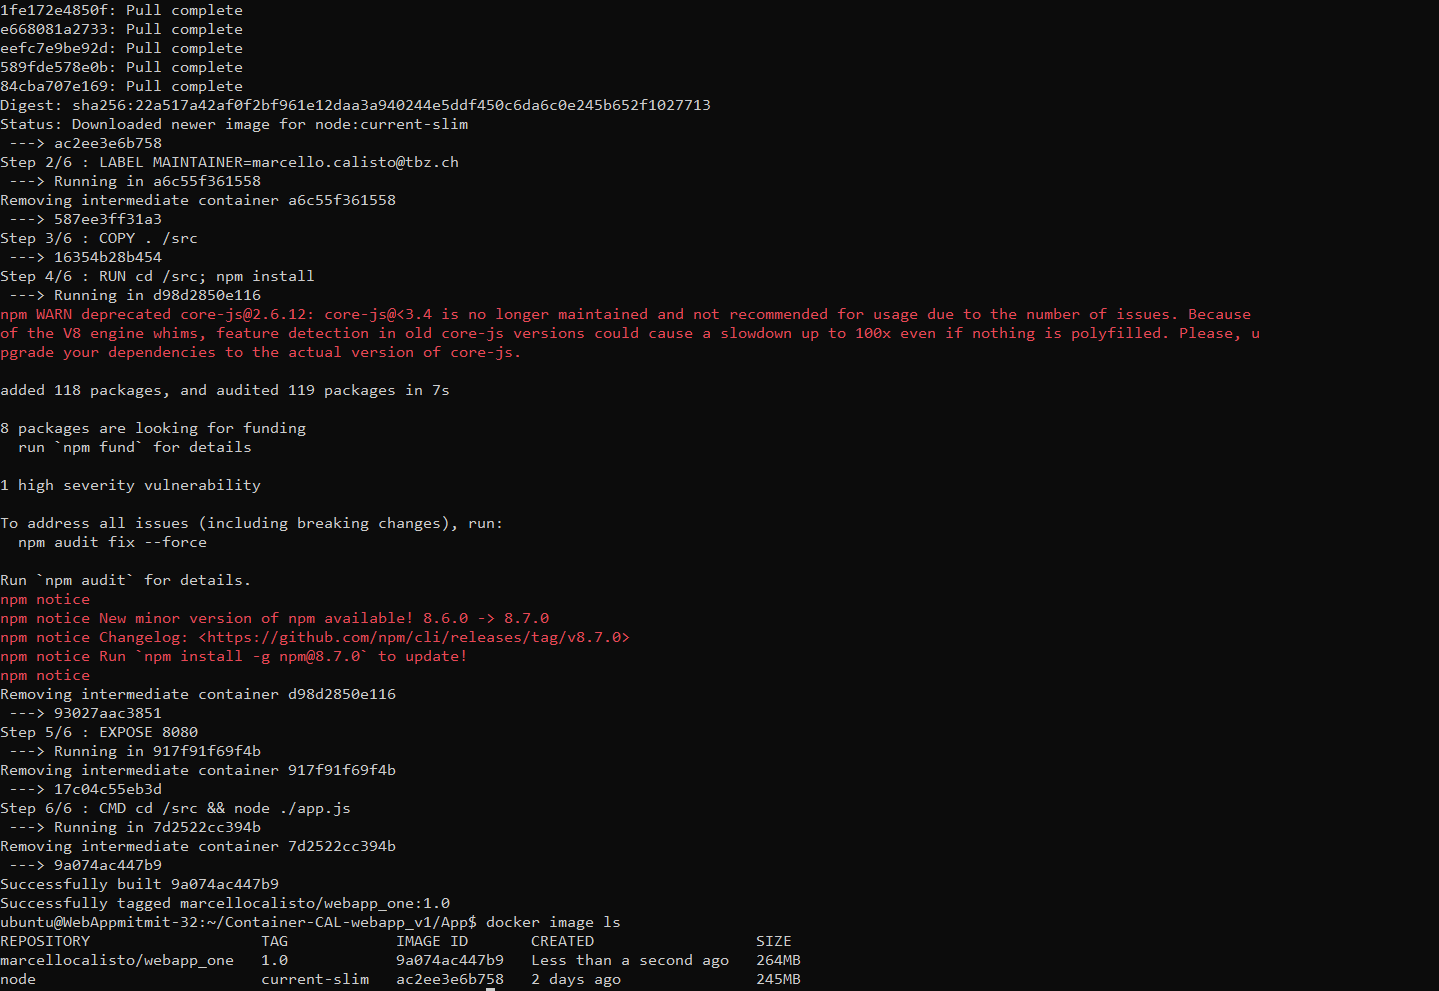 1fe172e4850f: Pull complete
e668081a2733: Pull complete
eefc7e9be92d: Pull complete
589fde578e0b: Pull complete
84cba707e169: Pull complete
Digest: sha256:22a517a42af0f2bf961e12daa3a940244e5ddf450c6da6c0e245b652f1027713
Status: Downloaded newer image for node:current-slim
 ---> ac2ee3e6b758
Step 2/6 : LABEL MAINTAINER=marcello.calisto@tbz.ch
 ---> Running in a6c55f361558
Removing intermediate container a6c55f361558
 ---> 587ee3ff31a3
Step 3/6 : COPY . /src
 ---> 16354b28b454
Step 4/6 : RUN cd /src; npm install
 ---> Running in d98d2850e116
npm WARN deprecated core-js@2.6.12: core-js@<3.4 is no longer maintained and not recommended for usage due to the number of issues. Because
of the V8 engine whims, feature detection in old core-js versions could cause a slowdown up to 100x even if nothing is polyfilled. Please, u
pgrade your dependencies to the actual version of core-js.
added 118 packages, and audited 119 packages in 7s
8 packages are looking for funding
  run `npm fund` for details
1 high severity vulnerability
To address all issues (including breaking changes), run:
  npm audit fix --force
Run `npm audit` for details.
npm notice
npm notice New minor version of npm available! 8.6.0 -> 8.7.0
npm notice Changelog: <https://github.com/npm/cli/releases/tag/v8.7.0>
npm notice Run `npm install -g npm@8.7.0` to update!
npm notice
Removing intermediate container d98d2850e116
 ---> 93027aac3851
Step 5/6 : EXPOSE 8080
 ---> Running in 917f91f69f4b
Removing intermediate container 917f91f69f4b
 ---> 17c04c55eb3d
Step 6/6 : CMD cd /src && node ./app.js
 ---> Running in 7d2522cc394b
Removing intermediate container 7d2522cc394b
 ---> 9a074ac447b9
Successfully built 9a074ac447b9
Successfully tagged marcellocalisto/webapp_one:1.0
ubuntu@WebAppmitmit-32:~/Container-CAL-webapp_v1/App$ docker image ls
REPOSITORY                   TAG            IMAGE ID       CREATED                  SIZE
marcellocalisto/webapp_one   1.0            9a074ac447b9   Less than a second ago   264MB
node                         current-slim   ac2ee3e6b758   2 days ago               245MB